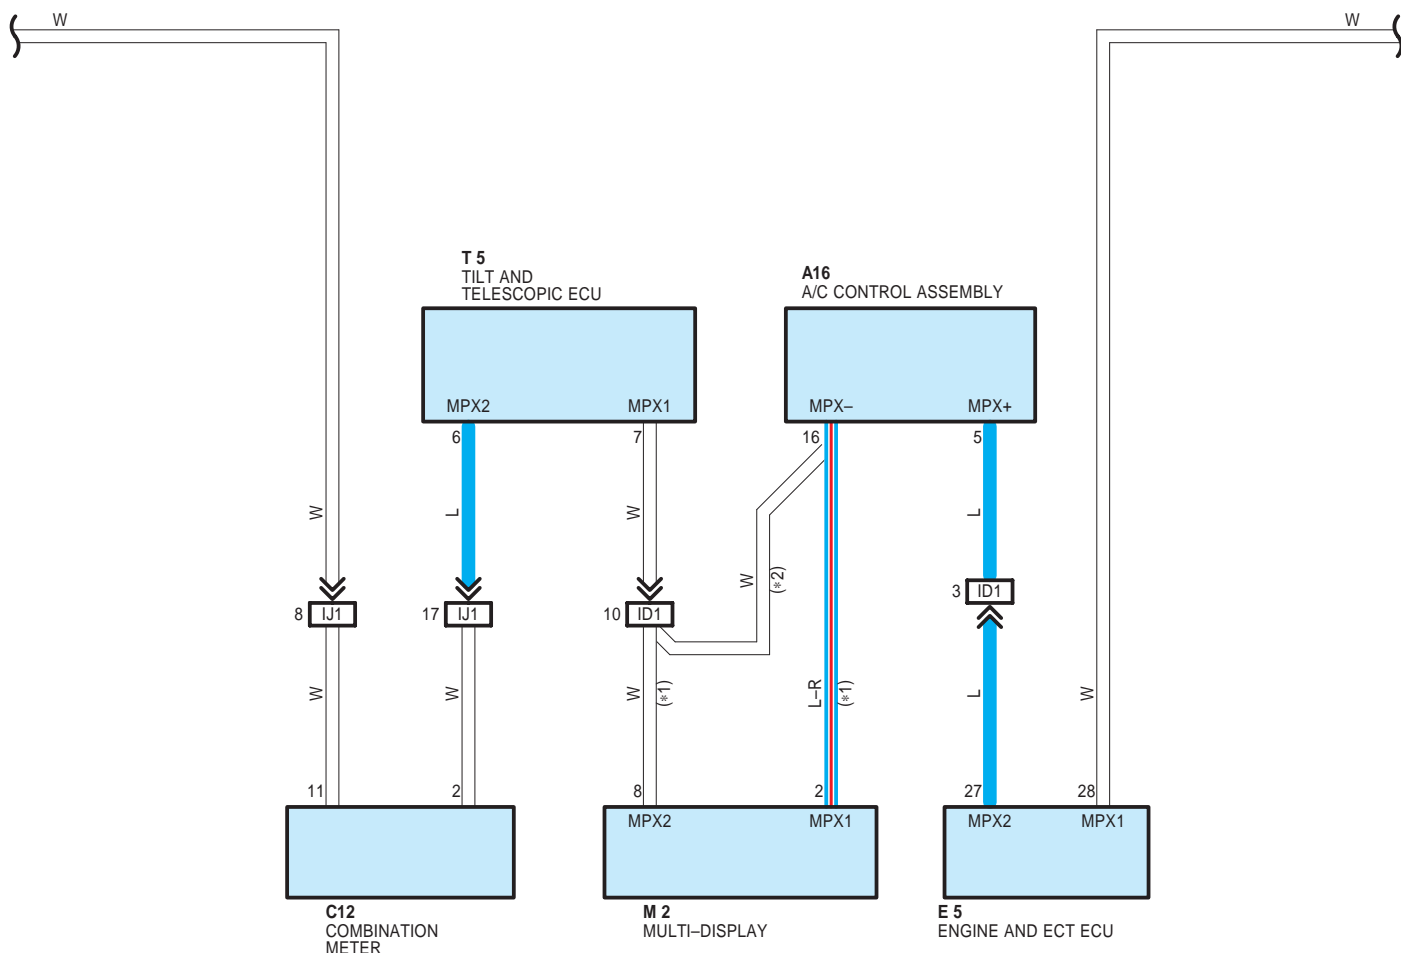 W
W
T 5
TILT AND
TELESCOPIC ECU
A16
A/C CONTROL ASSEMBLY
MPX2
MPX1
MPX–
MPX+
6
7
16
5
W
L
W
W
(*2)
L
8
IJ1
17
IJ1
10
ID1
3
ID1
W
W
W
(*1)
L–R
(*1)
L
W
11
2
8
2
27
28
MPX2
MPX1
MPX2
MPX1
C12
COMBINATION
METER
M 2
MULTI–DISPLAY
E 5
ENGINE AND ECT ECU